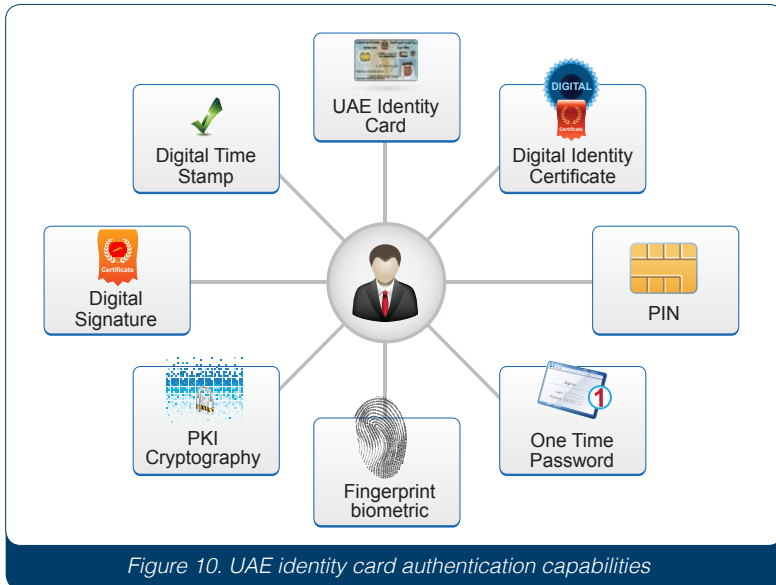 UAE Identity
Card
DIGITAL
Certificate
Digital Identity
Certificate
PIN
1
One Time
Password
Fingerprint
biometric
PKI
Cryptography
Certificate
Digital
Signature
Digital Time
Stamp
Figure 10. UAE identity card authentication capabilities